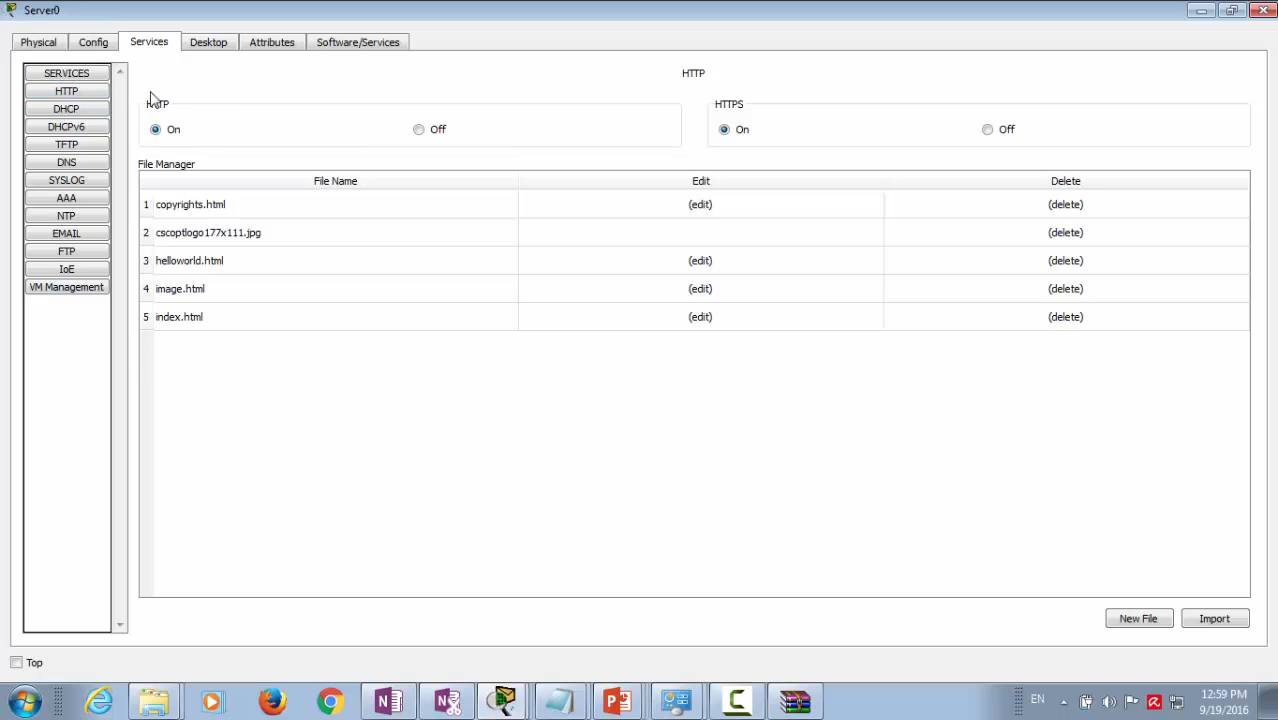 Server0
Physical Config Services Desktop Attributes Software/Services
SERVICES
HTTP
DHCP
DHCPv6
TFTP
DNS
SYSLOG
AAA
NTP
EMAIL
FTP
IoE
VM Management
HTTP
HTTP
On Off
HTTPS
On Off
File Manager
File Name Edit Delete
1 copyrights.html (edit) (delete)
2 cscoptlogo177x111.jpg (delete)
3 helloworld.html (edit) (delete)
4 image.html (edit) (delete)
5 index.html (edit) (delete)
New File Import
Top
EN
12:59 PM
9/19/2016